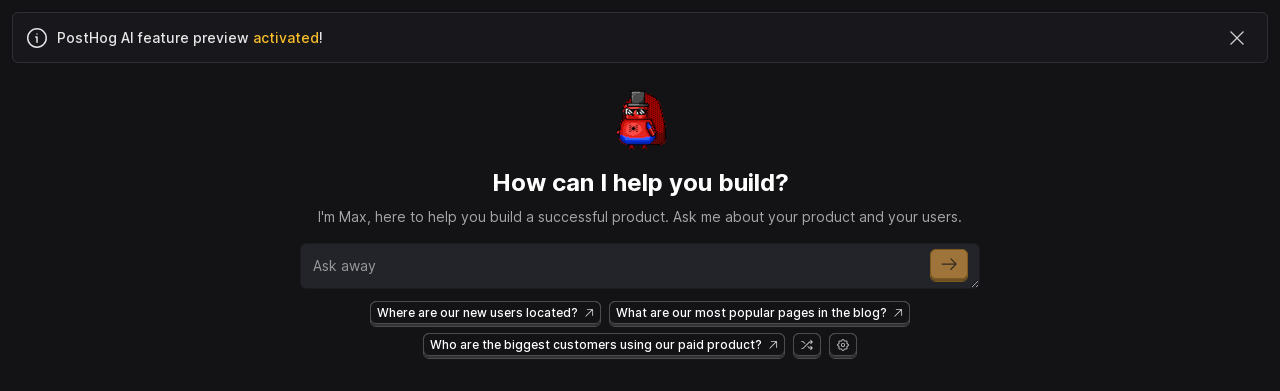 PostHog AI feature preview activated!
How can I help you build?
I'm Max, here to help you build a successful product. Ask me about your product and your users.
Ask away
Where are our new users located?
What are our most popular pages in the blog?
Who are the biggest customers using our paid product?